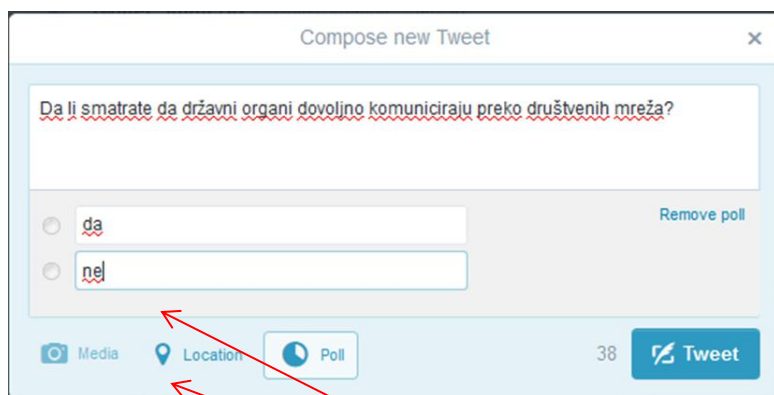 Compose new Tweet ×
Da li smatrate da državni organi dovoljno komuniciraju preko društvenih mreža?
da
Remove poll
ne
Media Location Poll 38 Tweet